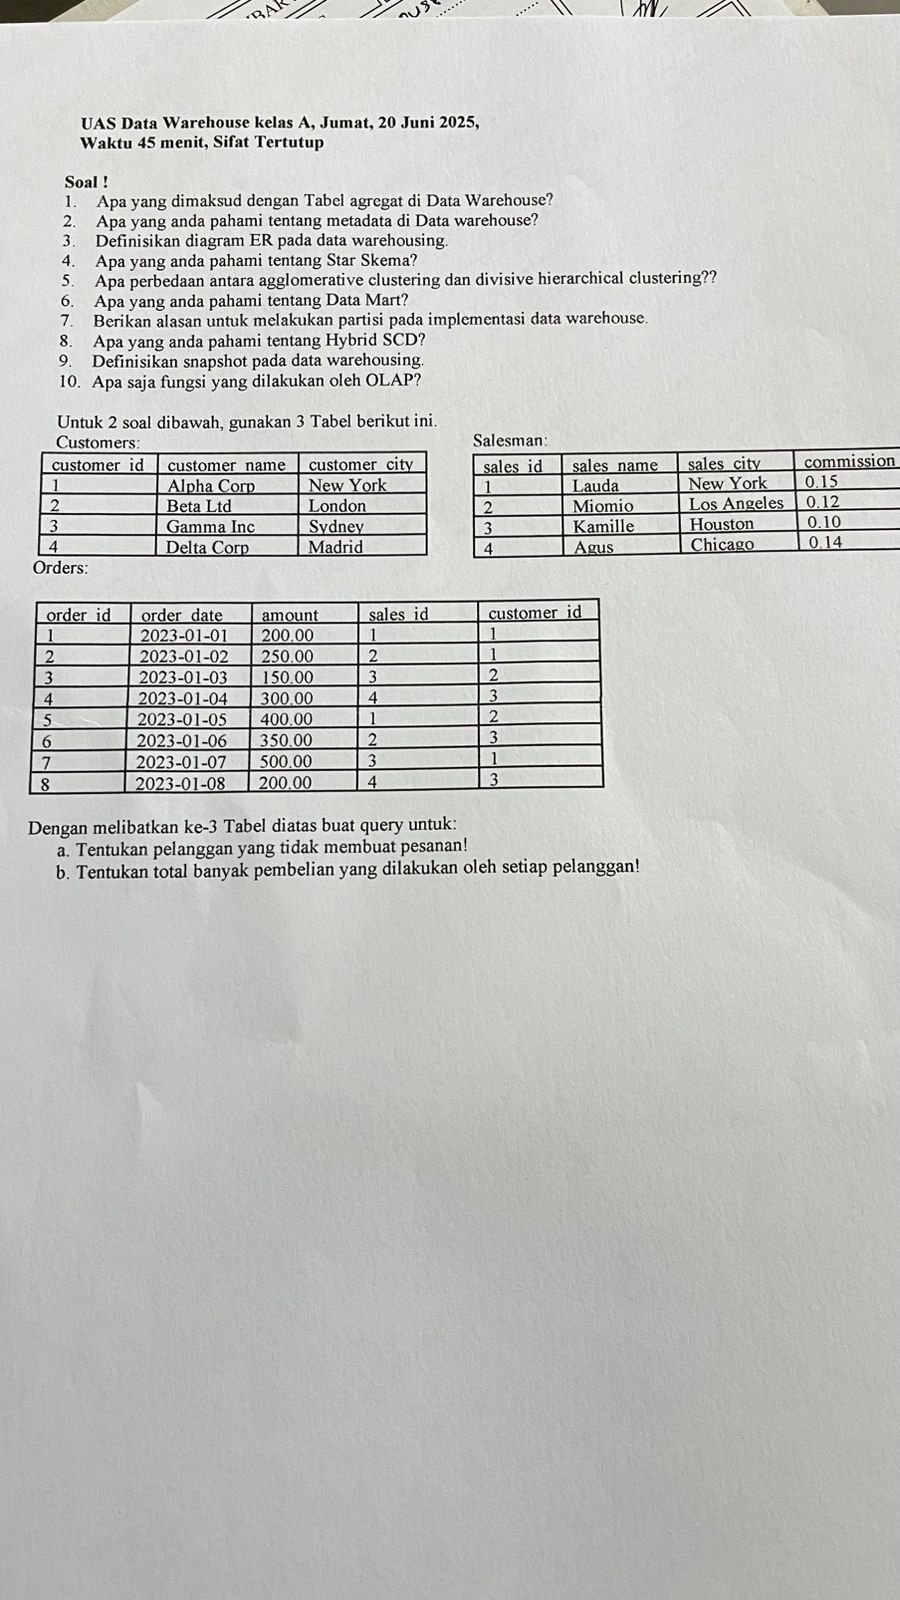 UAS Data Warehouse kelas A, Jumat, 20 Juni 2025,
Waktu 45 menit, Sifat Tertutup
Soal !
1. Apa yang dimaksud dengan Tabel agregat di Data Warehouse?
2. Apa yang anda pahami tentang metadata di Data warehouse?
3. Definisikan diagram ER pada data warehousing.
4. Apa yang anda pahami tentang Star Skema?
5. Apa perbedaan antara agglomerative clustering dan divisive hierarchical clustering??
6. Apa yang anda pahami tentang Data Mart?
7. Berikan alasan untuk melakukan partisi pada implementasi data warehouse.
8. Apa yang anda pahami tentang Hybrid SCD?
9. Definisikan snapshot pada data warehousing.
10. Apa saja fungsi yang dilakukan oleh OLAP?
Untuk 2 soal dibawah, gunakan 3 Tabel berikut ini.
Customers:
customer_id customer_name customer_city
1 Alpha Corp New York
2 Beta Ltd London
3 Gamma Inc Sydney
4 Delta Corp Madrid
Salesman:
sales_id sales_name sales_city commission
1 Lauda New York 0.15
2 Miomio Los Angeles 0.12
3 Kamille Houston 0.10
4 Agus Chicago 0.14
Orders:
order_id order_date amount sales_id customer_id
1 2023-01-01 200.00 1 1
2 2023-01-02 250.00 2 1
3 2023-01-03 150.00 3 2
4 2023-01-04 300.00 4 3
5 2023-01-05 400.00 1 2
6 2023-01-06 350.00 2 3
7 2023-01-07 500.00 3 1
8 2023-01-08 200.00 4 3
Dengan melibatkan ke-3 Tabel diatas buat query untuk:
a. Tentukan pelanggan yang tidak membuat pesanan!
b. Tentukan total banyak pembelian yang dilakukan oleh setiap pelanggan!